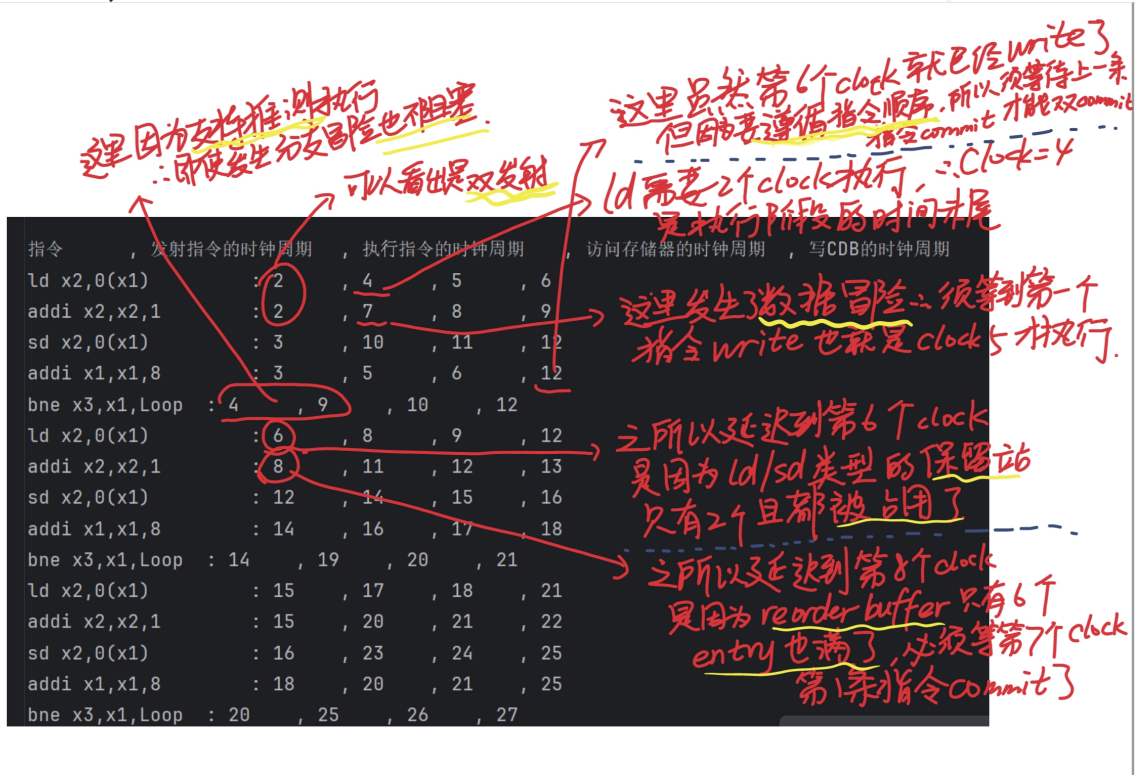 这里虽然第6个clock就已经write了
但因为要遵循指令顺序，所以须等待上一条
指令commit才能双commit
这里因为支持推测执行
∴即使发生分支冒险也不阻塞.
可以看出是双发射
ld需要2个clock执行，∴Clock=4
是执行阶段的时间末尾
指令 , 发射指令的时钟周期 , 执行指令的时钟周期 , 访问存储器的时钟周期 , 写CDB的时钟周期
ld x2,0(x1) : 2 , 4 , 5 , 6
addi x2,x2,1 : 2 , 7 , 8 , 9
sd x2,0(x1) : 3 , 10 , 11 , 12
addi x1,x1,8 : 3 , 5 , 6 , 12
bne x3,x1,Loop : 4 , 9 , 10 , 12
ld x2,0(x1) : 6 , 8 , 9 , 12
addi x2,x2,1 : 8 , 11 , 12 , 13
sd x2,0(x1) : 12 , 14 , 15 , 16
addi x1,x1,8 : 14 , 16 , 17 , 18
bne x3,x1,Loop : 14 , 19 , 20 , 21
ld x2,0(x1) : 15 , 17 , 18 , 21
addi x2,x2,1 : 15 , 20 , 21 , 22
sd x2,0(x1) : 16 , 23 , 24 , 25
addi x1,x1,8 : 18 , 20 , 21 , 25
bne x3,x1,Loop : 20 , 25 , 26 , 27
这里发生了数据冒险∴须等到第一个
指令write也就是clock5才执行.
之所以延迟到第6个clock
是因为ld/sd类型的保留站
只有2个且都被占用了
之所以延迟到第8个clock
是因为reorder buffer只有6个
entry也满了，必须等第7个clock
第1条指令commit了